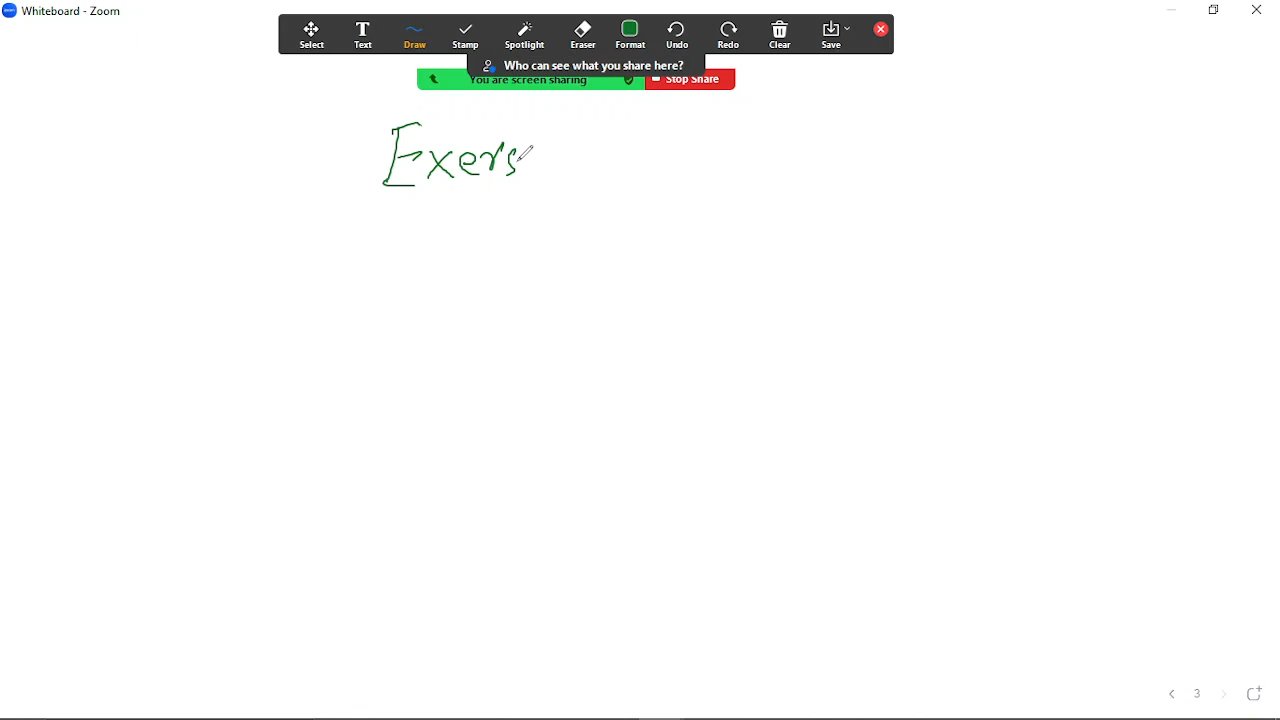 Whiteboard - Zoom
Select Text Draw Stamp Spotlight Eraser Format Undo Redo Clear Save
Who can see what you share here?
You are screen sharing Stop Share
Exers
3